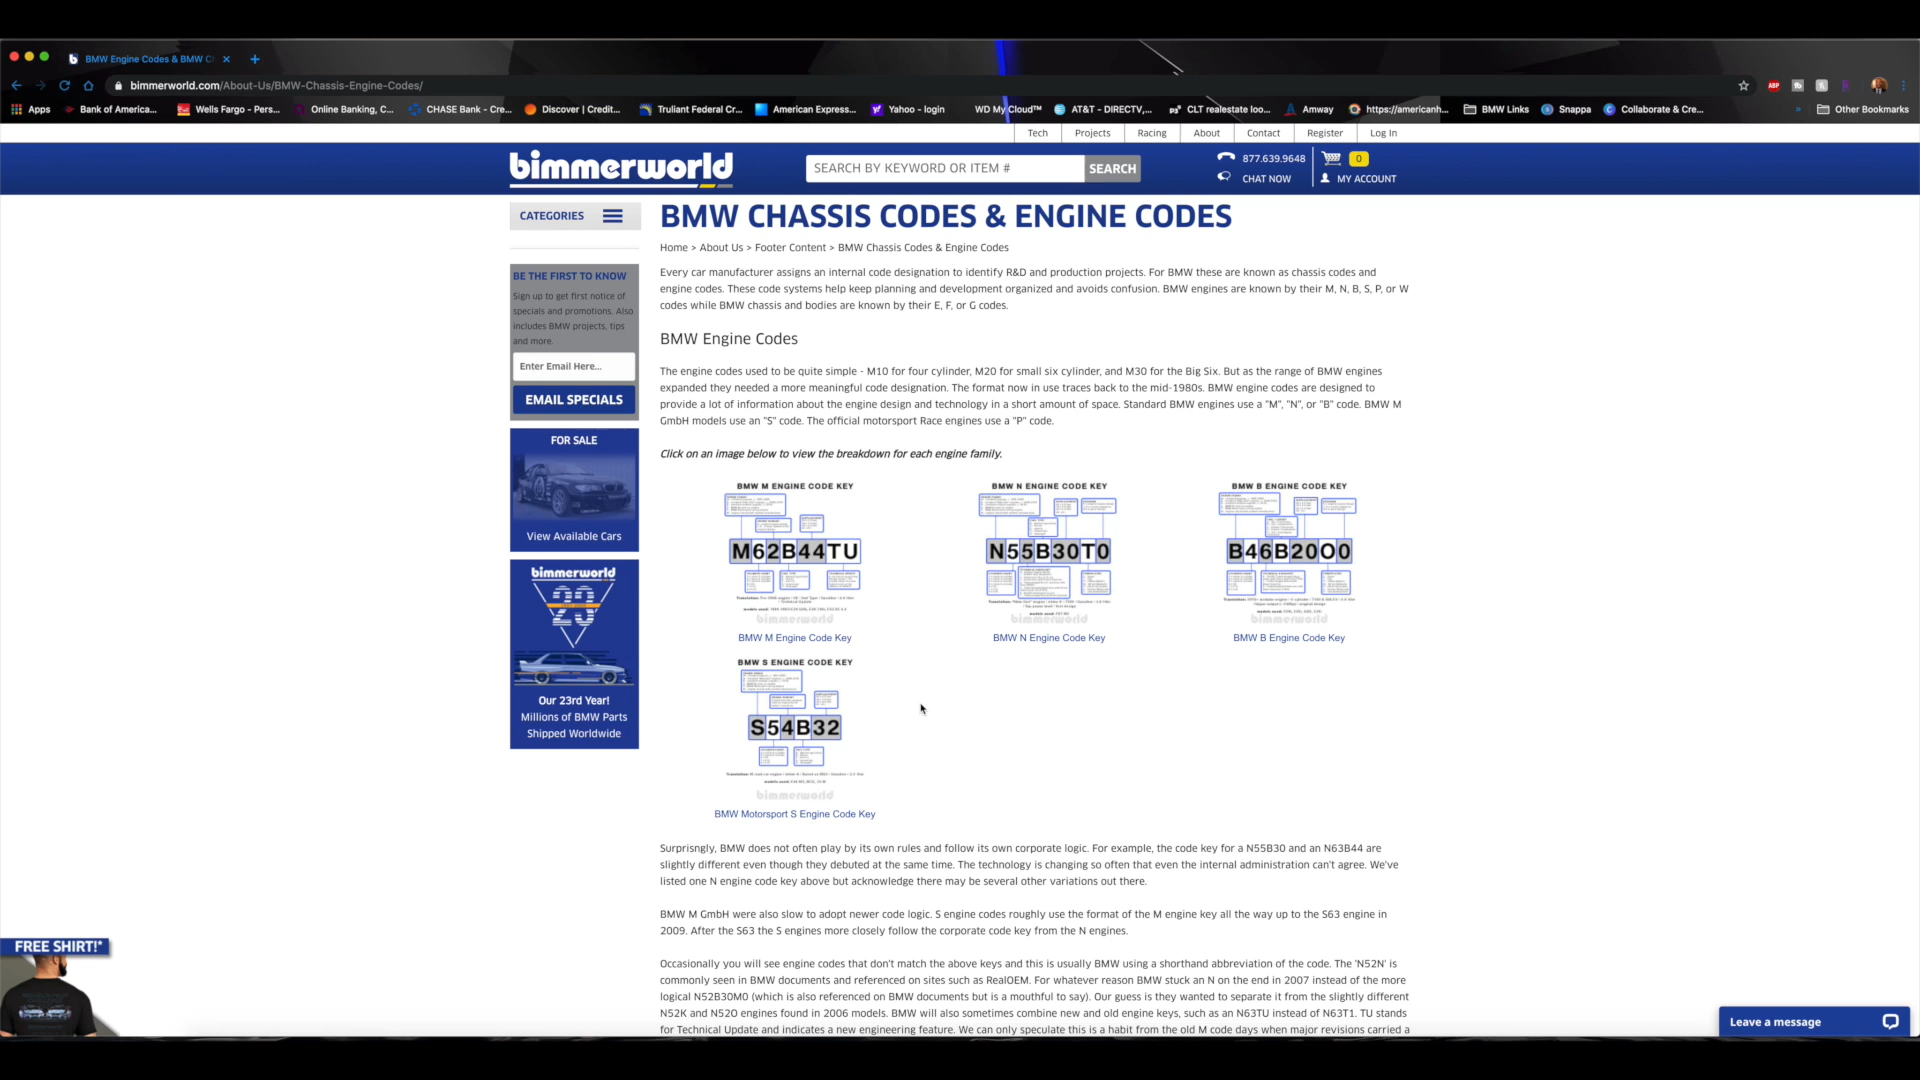 BMW Engine Codes & BMW C
bimmerworld.com/About-Us/BMW-Chassis-Engine-Codes/
Apps Bank of America... Wells Fargo - Pers... Online Banking, C... CHASE Bank - Cre... Discover | Credit... Truliant Federal Cr... American Express... Yahoo - login WD My Cloud™ AT&T - DIRECTV,... CLT realestate loo... Amway https://americanh... BMW Links Snappa Collaborate & Cre... Other Bookmarks
Tech Projects Racing About Contact Register Log In
bimmerworld
SEARCH BY KEYWORD OR ITEM # SEARCH
877.639.9648 0
CHAT NOW MY ACCOUNT
CATEGORIES
BMW CHASSIS CODES & ENGINE CODES
Home > About Us > Footer Content > BMW Chassis Codes & Engine Codes
BE THE FIRST TO KNOW
Sign up to get first notice of
specials and promotions. Also
includes BMW projects, tips
and more.
Enter Email Here...
EMAIL SPECIALS
FOR SALE
View Available Cars
bimmerworld
23
Our 23rd Year!
Millions of BMW Parts
Shipped Worldwide
Every car manufacturer assigns an internal code designation to identify R&D and production projects. For BMW these are known as chassis codes and
engine codes. These code systems help keep planning and development organized and avoids confusion. BMW engines are known by their M, N, B, S, P, or W
codes while BMW chassis and bodies are known by their E, F, or G codes.
BMW Engine Codes
The engine codes used to be quite simple - M10 for four cylinder, M20 for small six cylinder, and M30 for the Big Six. But as the range of BMW engines
expanded they needed a more meaningful code designation. The format now in use traces back to the mid-1980s. BMW engine codes are designed to
provide a lot of information about the engine design and technology in a short amount of space. Standard BMW engines use a "M", "N", or "B" code. BMW M
GmbH models use an "S" code. The official motorsport Race engines use a "P" code.
Click on an image below to view the breakdown for each engine family.
BMW M ENGINE CODE KEY
M62B44TU
bimmerworld
BMW M Engine Code Key
BMW N ENGINE CODE KEY
N55B30T0
bimmerworld
BMW N Engine Code Key
BMW B ENGINE CODE KEY
B46B20O0
bimmerworld
BMW B Engine Code Key
BMW S ENGINE CODE KEY
S54B32
bimmerworld
BMW Motorsport S Engine Code Key
Surprisngly, BMW does not often play by its own rules and follow its own corporate logic. For example, the code key for a N55B30 and an N63B44 are
slightly different even though they debuted at the same time. The technology is changing so often that even the internal administration can't agree. We've
listed one N engine code key above but acknowledge there may be several other variations out there.
BMW M GmbH were also slow to adopt newer code logic. S engine codes roughly use the format of the M engine key all the way up to the S63 engine in
2009. After the S63 the S engines more closely follow the corporate code key from the N engines.
Occasionally you will see engine codes that don't match the above keys and this is usually BMW using a shorthand abbreviation of the code. The 'N52N' is
commonly seen in BMW documents and referenced on sites such as RealOEM. For whatever reason BMW stuck an N on the end in 2007 instead of the more
logical N52B30M0 (which is also referenced on BMW documents but is a mouthful to say). Our guess is they wanted to separate it from the slightly different
N52K and N52O engines found in 2006 models. BMW will also sometimes combine new and old engine keys, such as an N63TU instead of N63T1. TU stands
for Technical Update and indicates a new engineering feature. We can only speculate this is a habit from the old M code days when major revisions carried a
FREE SHIRT!*
Leave a message